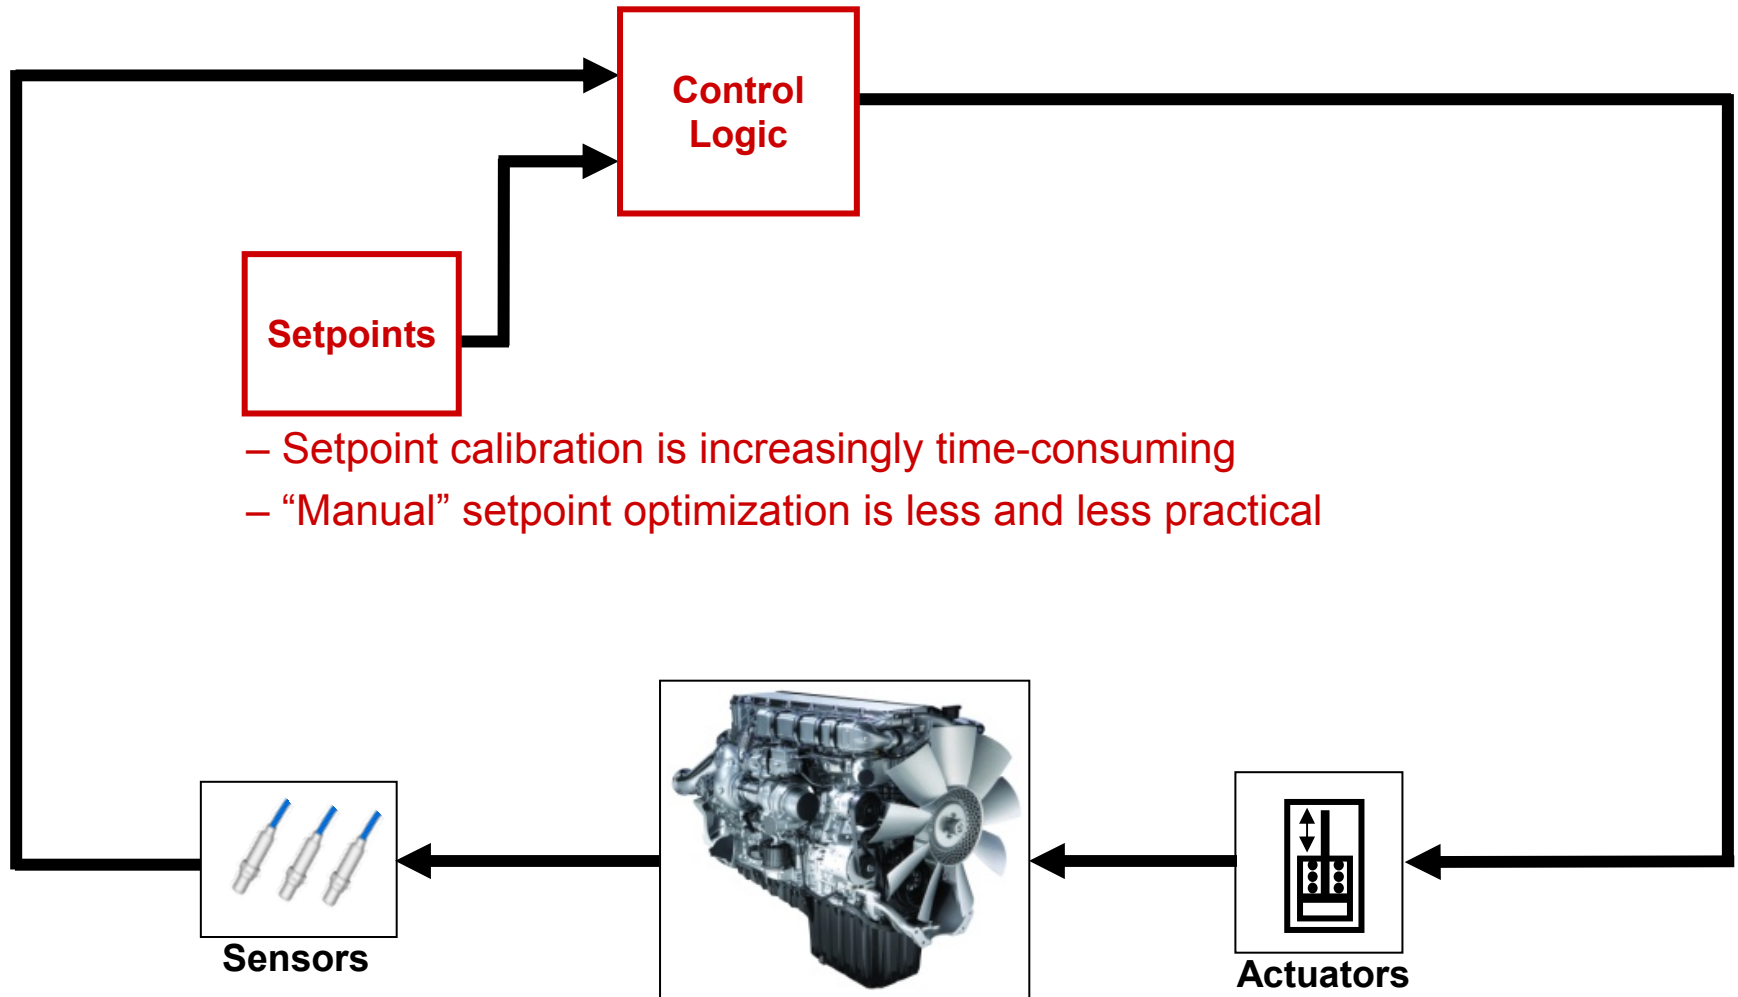 Control
Logic
Setpoints
– Setpoint calibration is increasingly time-consuming
– “Manual” setpoint optimization is less and less practical
Sensors
Actuators